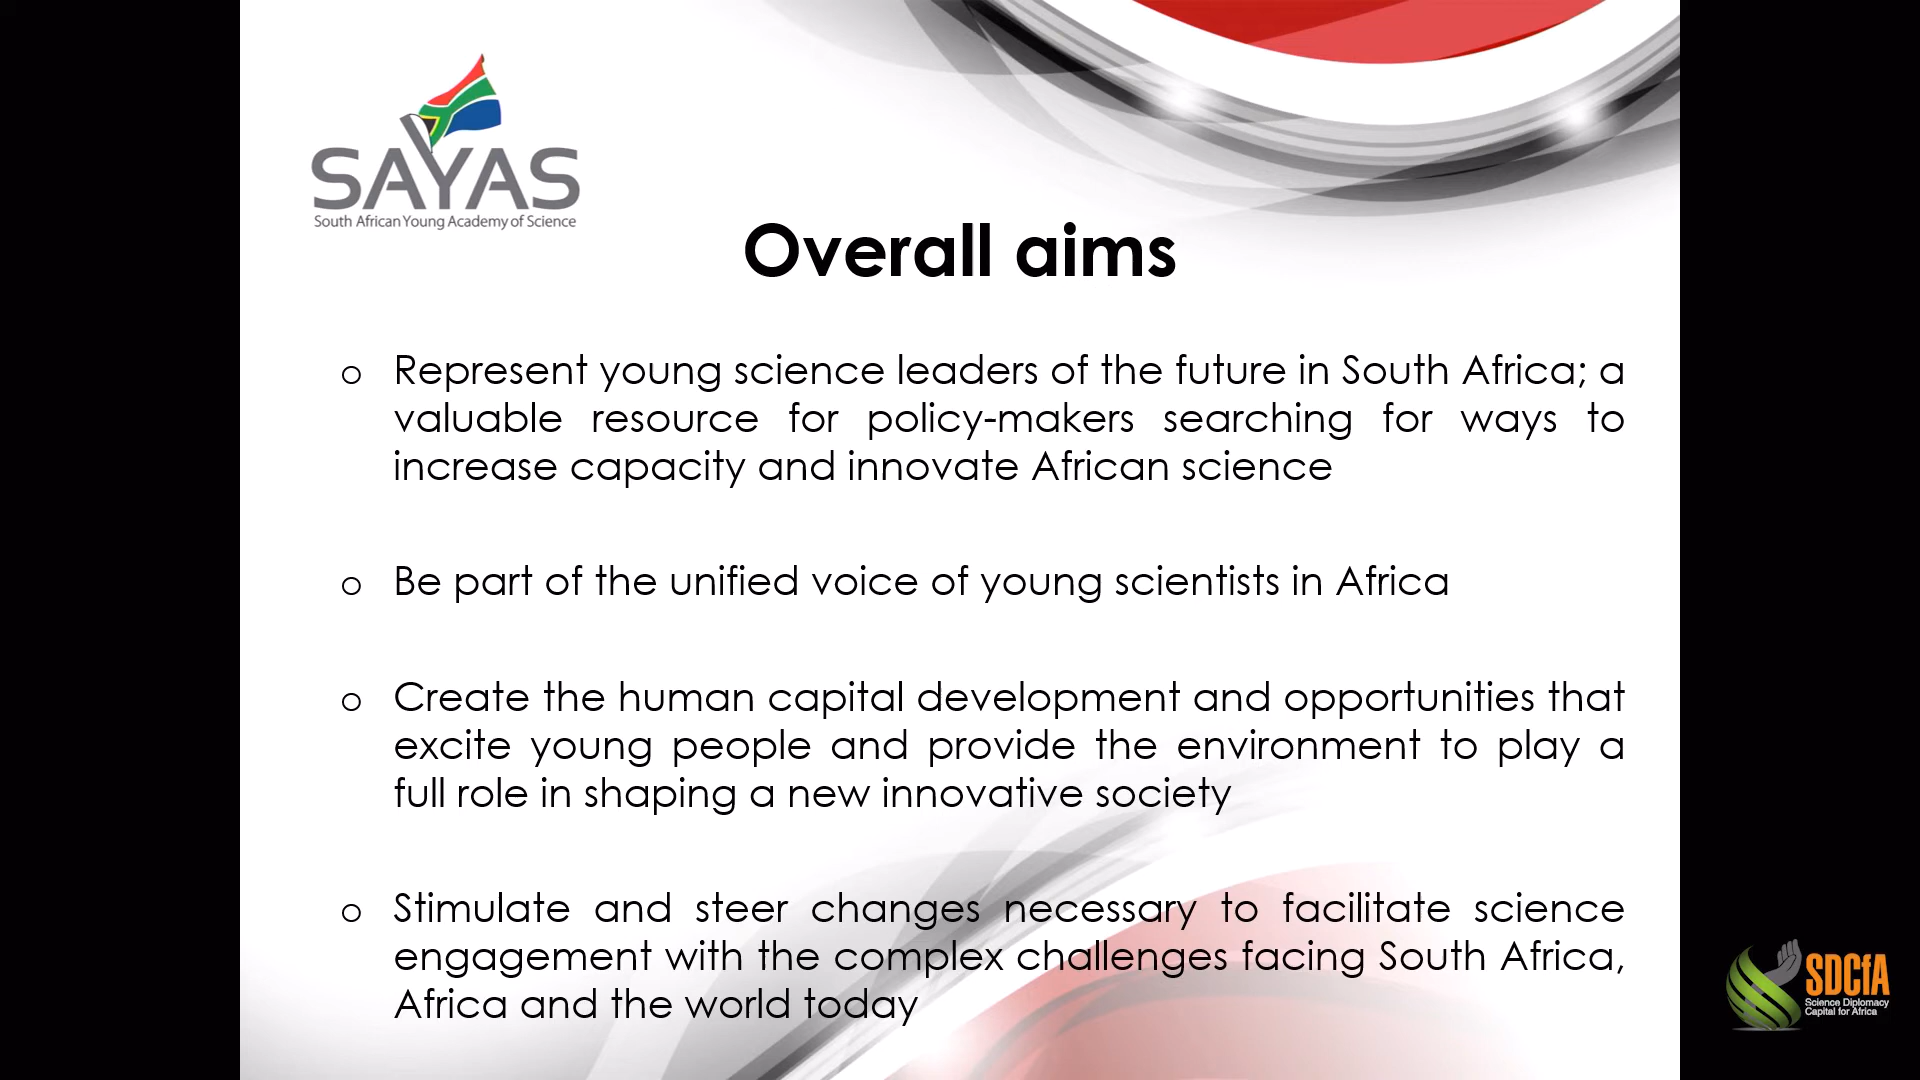 SAYAS
South African Young Academy of Science
Overall aims
o Represent young science leaders of the future in South Africa; a
valuable resource for policy-makers searching for ways to
increase capacity and innovate African science
o Be part of the unified voice of young scientists in Africa
o Create the human capital development and opportunities that
excite young people and provide the environment to play a
full role in shaping a new innovative society
o Stimulate and steer changes necessary to facilitate science
engagement with the complex challenges facing South Africa,
Africa and the world today
SDCfA
Science Diplomacy
Capital for Africa